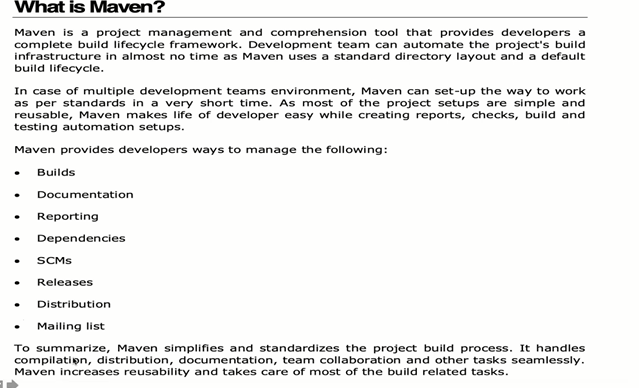 What is Maven?
Maven is a project management and comprehension tool that provides developers a
complete build lifecycle framework. Development team can automate the project's build
infrastructure in almost no time as Maven uses a standard directory layout and a default
build lifecycle.
In case of multiple development teams environment, Maven can set-up the way to work
as per standards in a very short time. As most of the project setups are simple and
reusable, Maven makes life of developer easy while creating reports, checks, build and
testing automation setups.
Maven provides developers ways to manage the following:
• Builds
• Documentation
• Reporting
• Dependencies
• SCMs
• Releases
• Distribution
• Mailing list
To summarize, Maven simplifies and standardizes the project build process. It handles
compilation, distribution, documentation, team collaboration and other tasks seamlessly.
Maven increases reusability and takes care of most of the build related tasks.